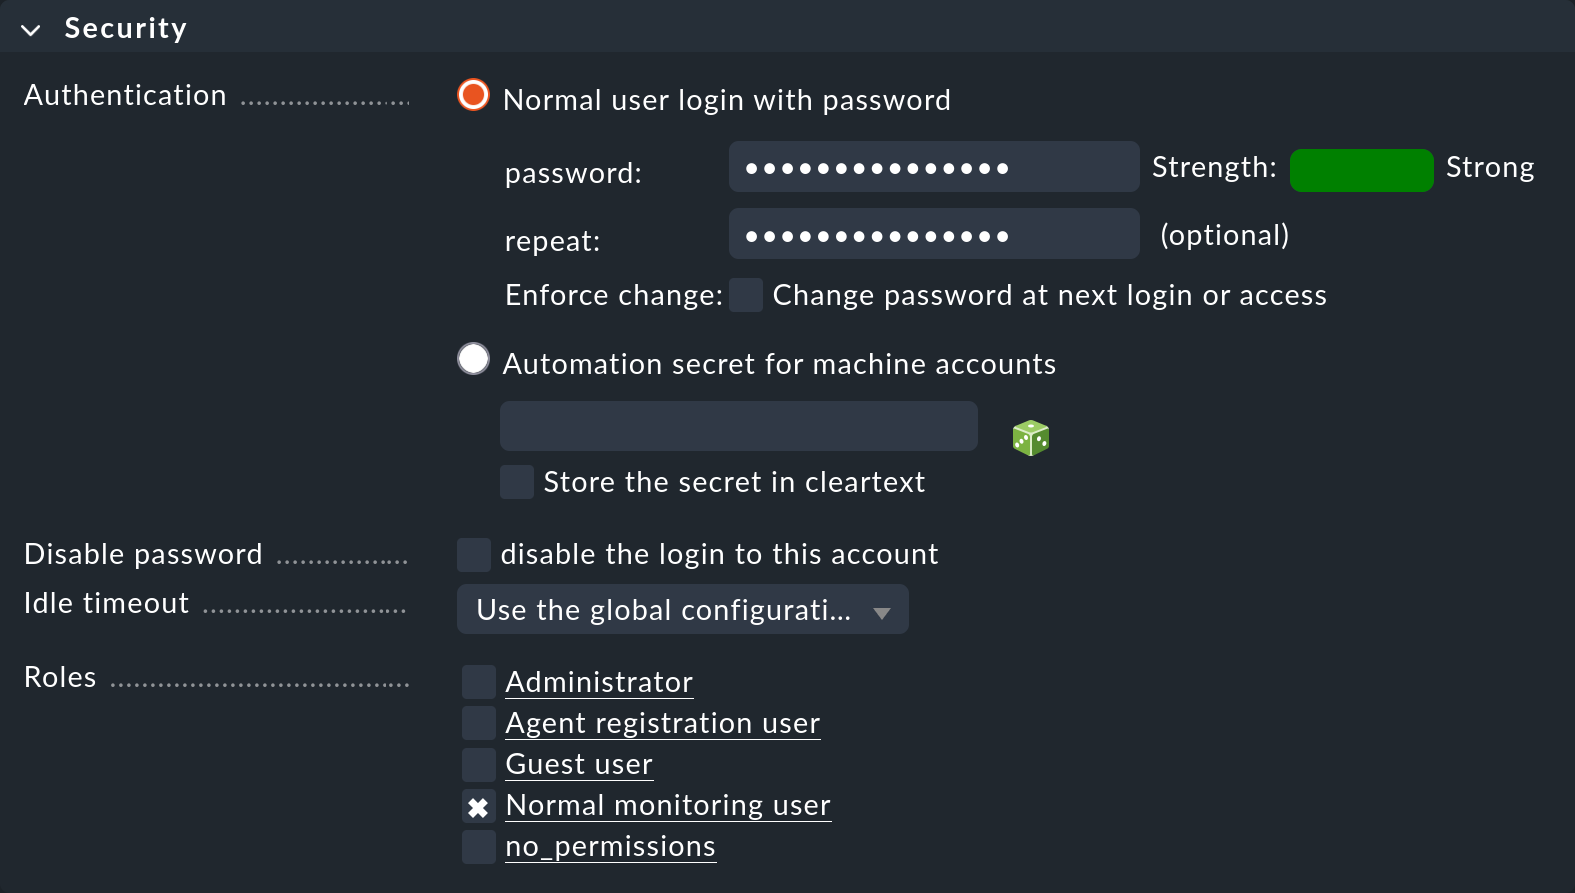 Security
Authentication
Normal user login with password
password: ••••••••••••••• Strength: Strong
repeat: ••••••••••••••• (optional)
Enforce change: Change password at next login or access
Automation secret for machine accounts
Store the secret in cleartext
Disable password disable the login to this account
Idle timeout Use the global configurati...
Roles
Administrator
Agent registration user
Guest user
Normal monitoring user
no_permissions